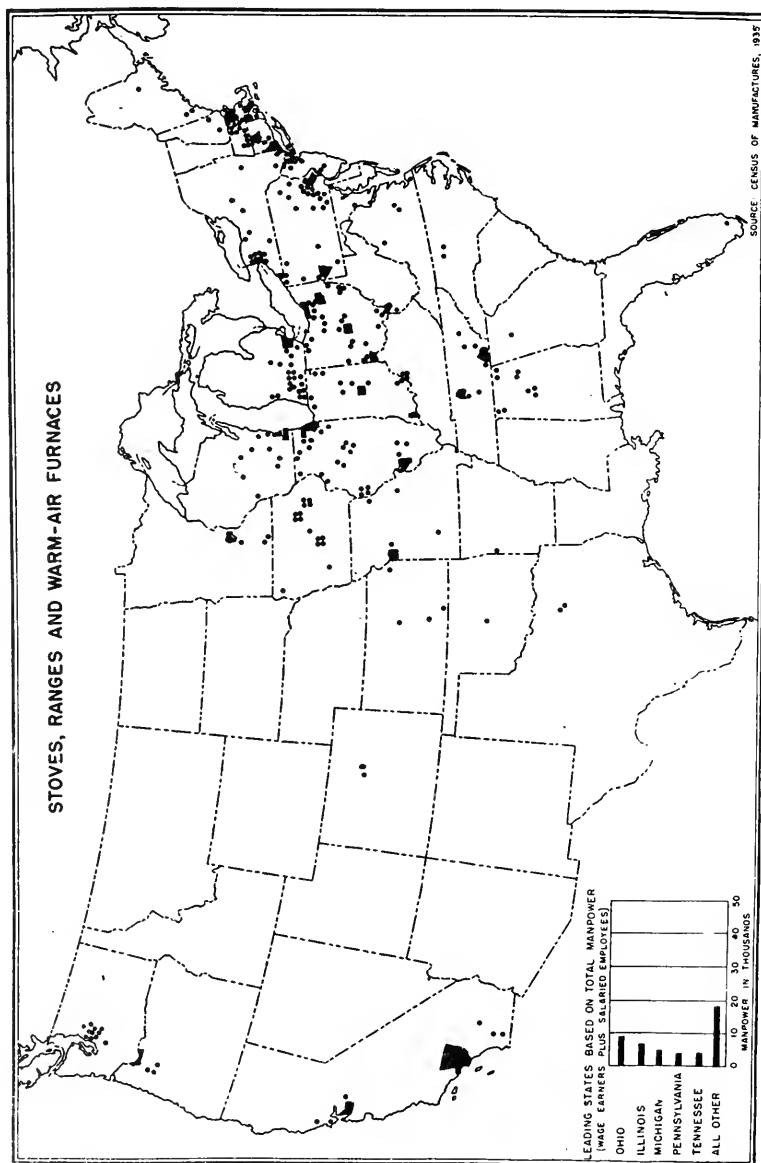 STOVES, RANGES AND WARM-AIR FURNACES
LEADING STATES BASED ON TOTAL MANPOWER
(WAGE EARNERS PLUS SALARIED EMPLOYEES)
OHIO
ILLINOIS
MICHIGAN
PENNSYLVANIA
TENNESSEE
ALL OTHER
0 10 20 30 40 50
MANPOWER IN THOUSANDS
SOURCE CENSUS OF MANUFACTURES, 1935